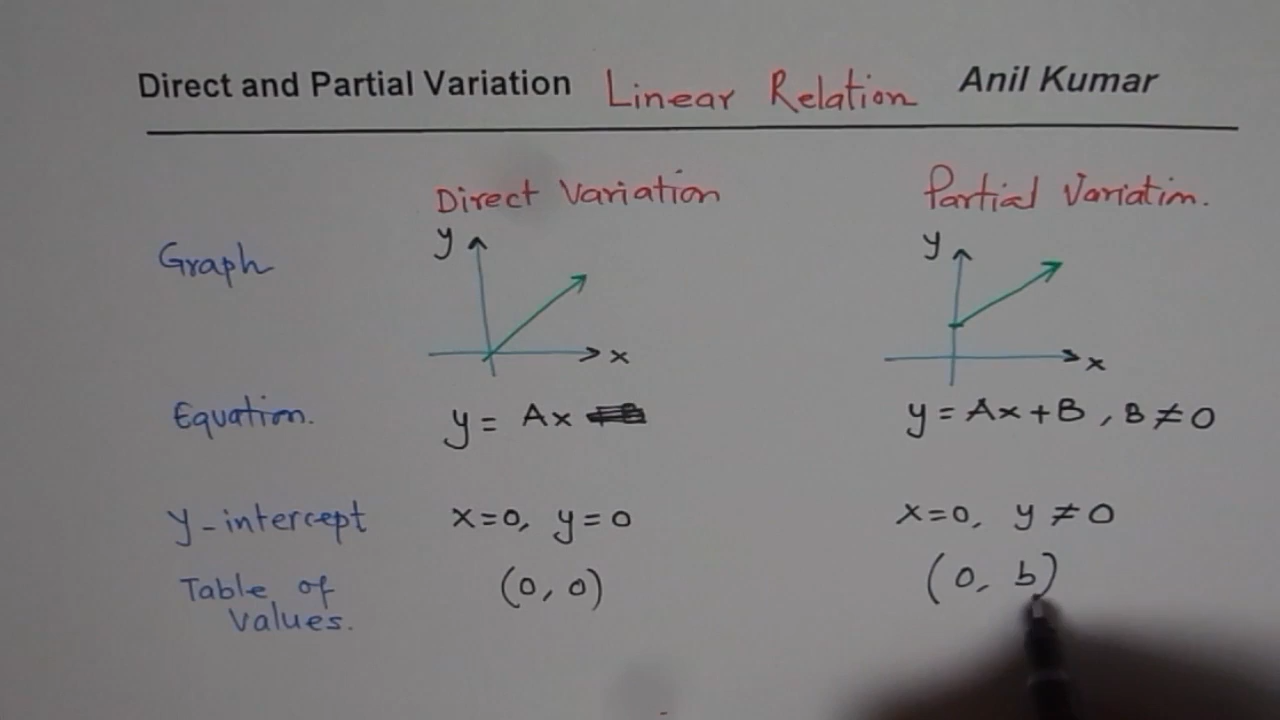 Direct and Partial Variation Linear Relation Anil Kumar
Direct Variation Partial Variation.
Graph y x y x
Equation. y = Ax y = Ax + B , B ≠ 0
y-intercept x=0, y=0 x=0, y ≠ 0
Table of (0, 0) (0, b)
Values.